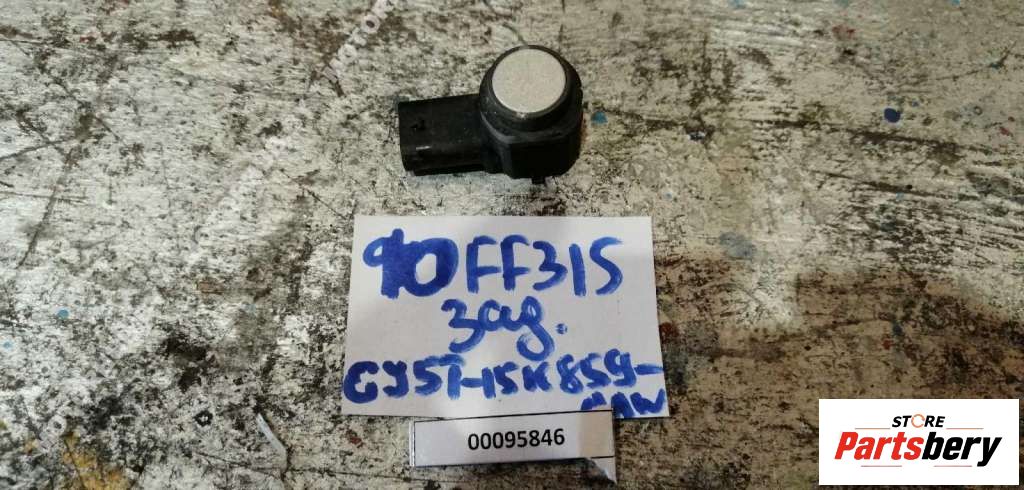 90FF315
зад.
GJ5T-15K859-
AAW
00095846
STORE
Partsbery